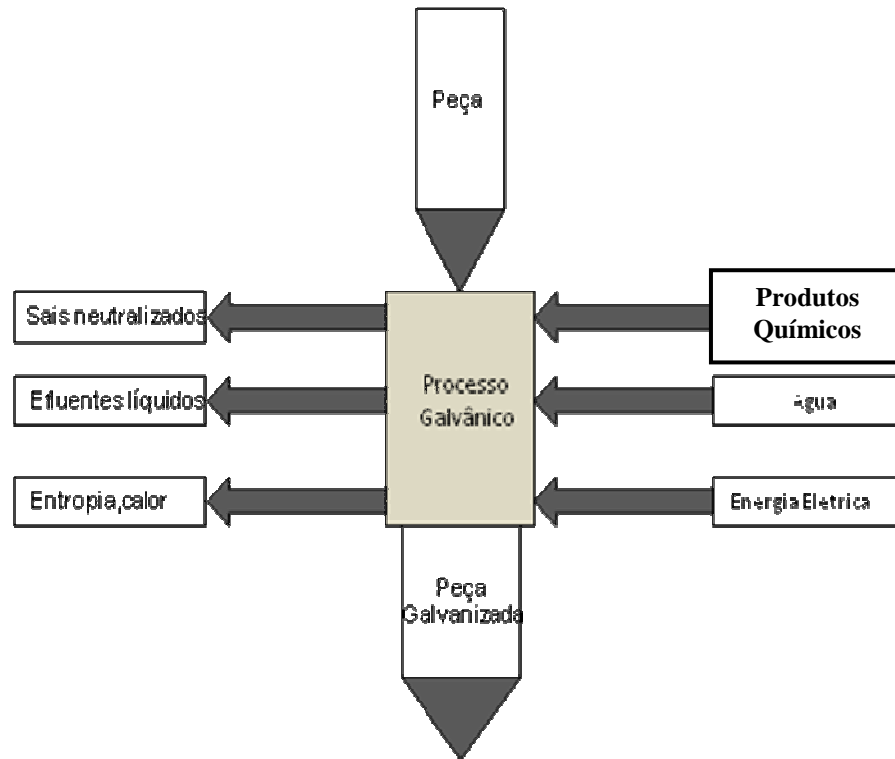 Peça
Produtos
Químicos
Sais neutralizados
Processo
Galvânico
Efluentes líquidos
Água
Entropia,calor
Energia Eletrica
Peça
Galvanizada